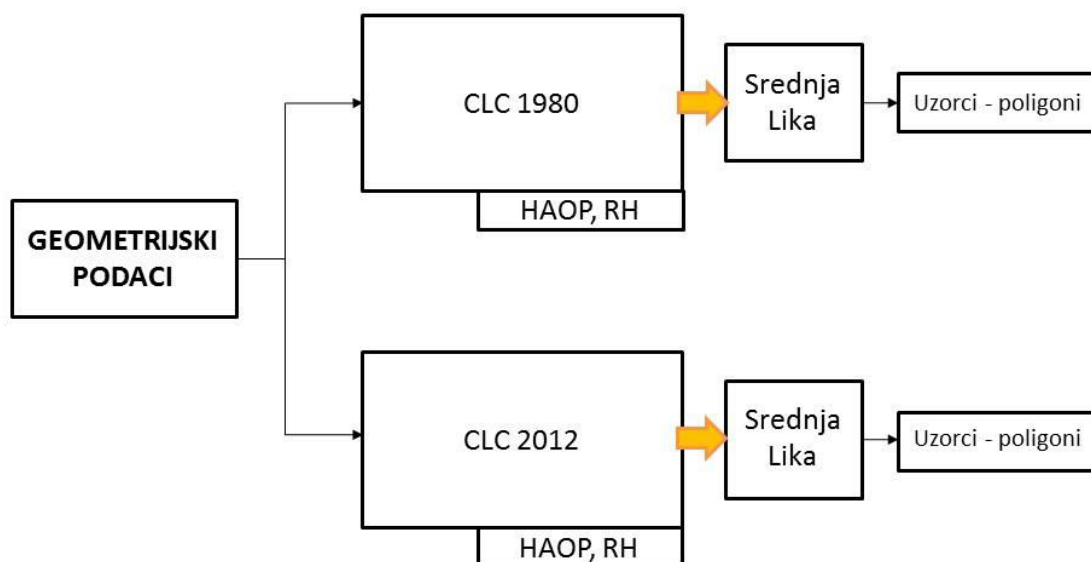 GEOMETRIJSKI
PODACI
CLC 1980
HAOP, RH
Srednja
Lika
Uzorci - poligoni
CLC 2012
HAOP, RH
Srednja
Lika
Uzorci - poligoni